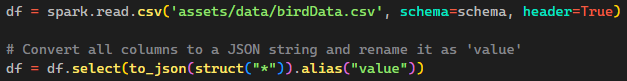 df = spark.read.csv('assets/data/birdData.csv', schema=schema, header=True)
# Convert all columns to a JSON string and rename it as 'value'
df = df.select(to_json(struct("*")).alias("value"))